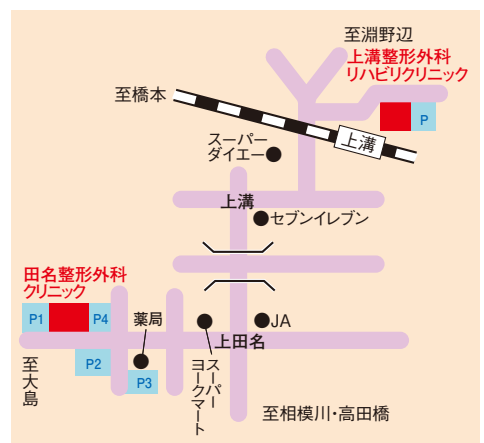 至淵野辺
上溝整形外科
リハビリクリニック
至橋本
P
上溝
スーパー
ダイエー
上溝
セブンイレブン
田名整形外科
クリニック
P1
P4
薬局
JA
上田名
P2
P3
スーパー
ヨークマート
至大島
至相模川・高田橋